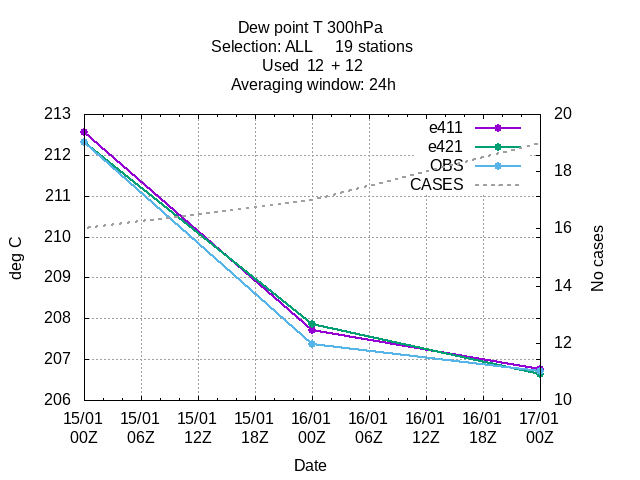 Dew point T 300hPa
Selection: ALL     19 stations
Used  12 + 12
Averaging window: 24h
213
212
211
210
209
208
207
206
deg C
20
18
16
14
12
10
No cases
e411
e421
OBS
CASES
15/01 15/01 15/01 15/01 16/01 16/01 16/01 16/01 17/01
00Z 06Z 12Z 18Z 00Z 06Z 12Z 18Z 00Z
Date